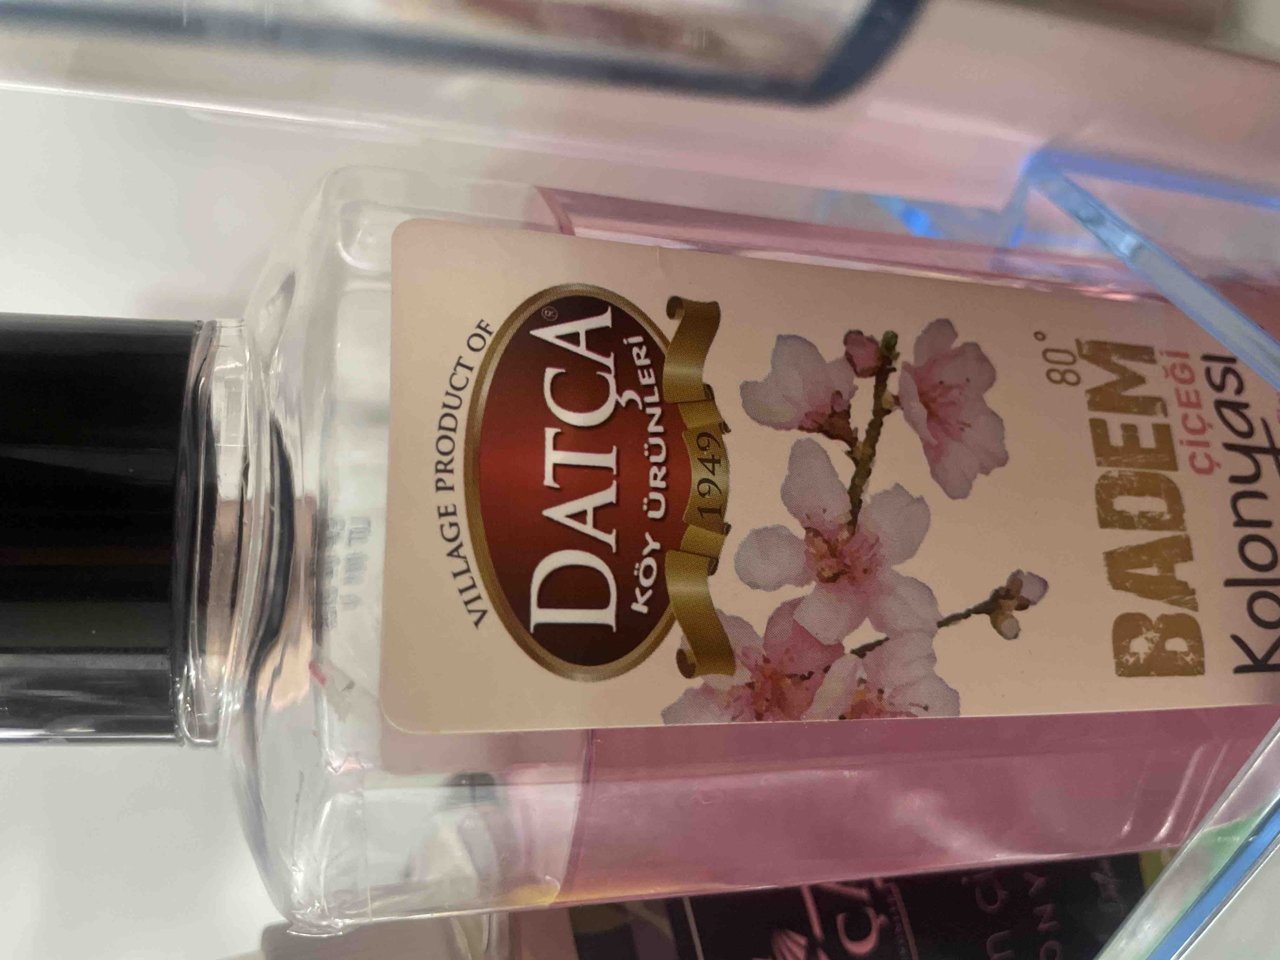 VILLAGE PRODUCT OF
DATÇA®
KÖY ÜRÜNLERİ
1949
80°
BADEM
ÇİÇEĞİ
Kolonyası